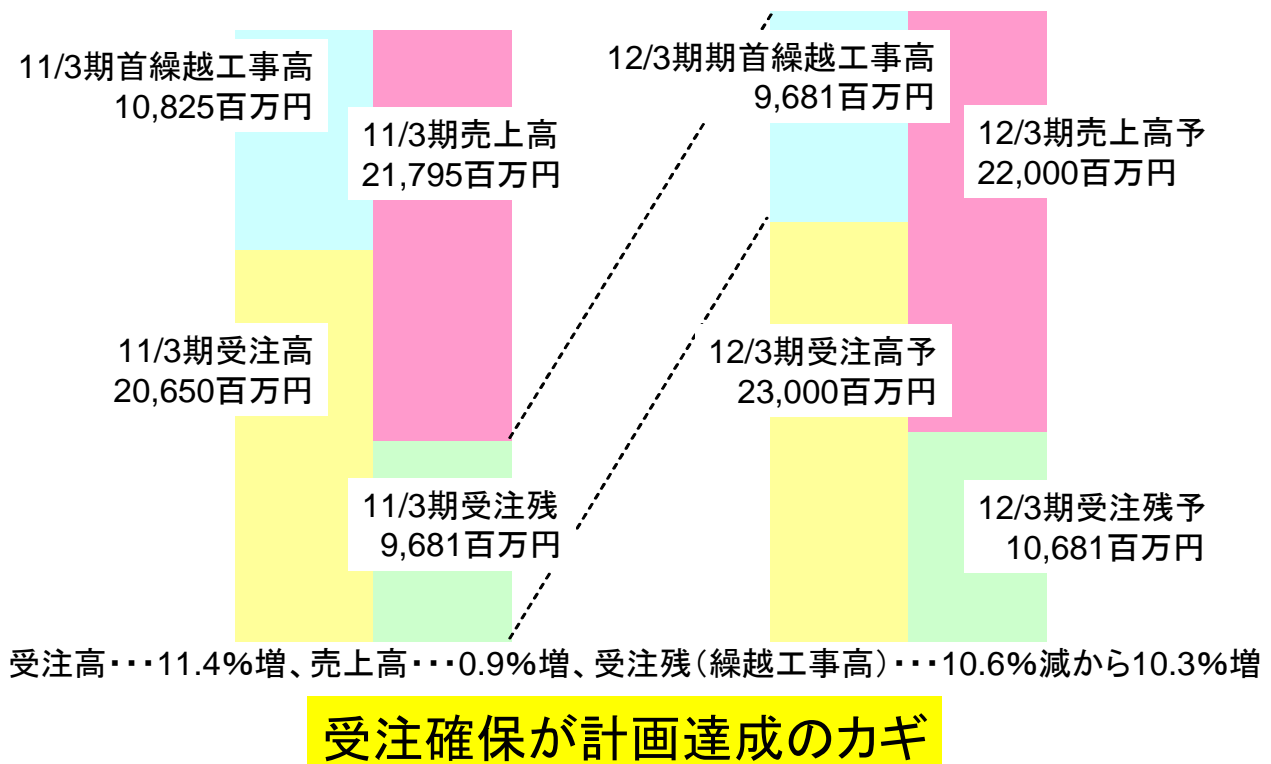 11/3期首繰越工事高
10,825百万円
11/3期売上高
21,795百万円
11/3期受注高
20,650百万円
11/3期受注残
9,681百万円
12/3期期首繰越工事高
9,681百万円
12/3期売上高予
22,000百万円
12/3期受注高予
23,000百万円
12/3期受注残予
10,681百万円
受注高・・・11.4%増、売上高・・・0.9%増、受注残(繰越工事高)・・・10.6%減から10.3%増
受注確保が計画達成のカギ